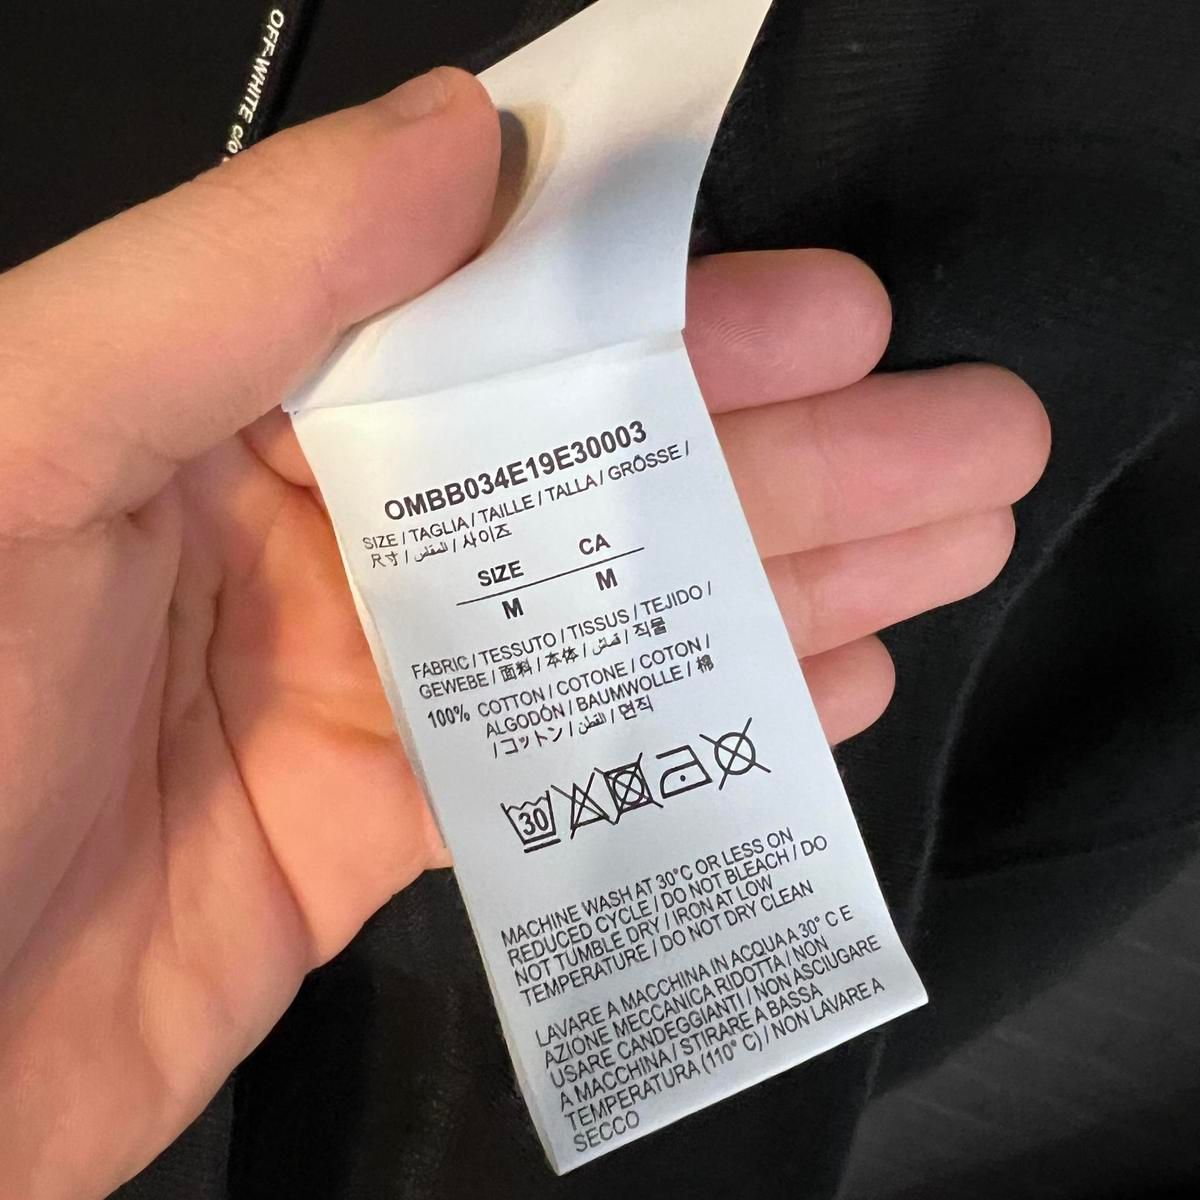 OFF-WHITE c/o
OMBB034E19E30003
SIZE / TAGLIA / TAILLE / TALLA / GRÖSSE /
尺寸 / المقاس / 사이즈
SIZE CA
M M
FABRIC / TESSUTO / TISSUS / TEJIDO /
GEWEBE / 面料 / 本体 / قماش / 직물
100% COTTON / COTONE / COTON /
ALGODÓN / BAUMWOLLE / 棉
/ コットン / القطن / 면직
30
MACHINE WASH AT 30°C OR LESS ON
REDUCED CYCLE / DO NOT BLEACH / DO
NOT TUMBLE DRY / IRON AT LOW
TEMPERATURE / DO NOT DRY CLEAN
LAVARE A MACCHINA IN ACQUA A 30° C E
AZIONE MECCANICA RIDOTTA / NON
USARE CANDEGGIANTI / NON ASCIUGARE
A MACCHINA / STIRARE A BASSA
TEMPERATURA (110° C) / NON LAVARE A
SECCO